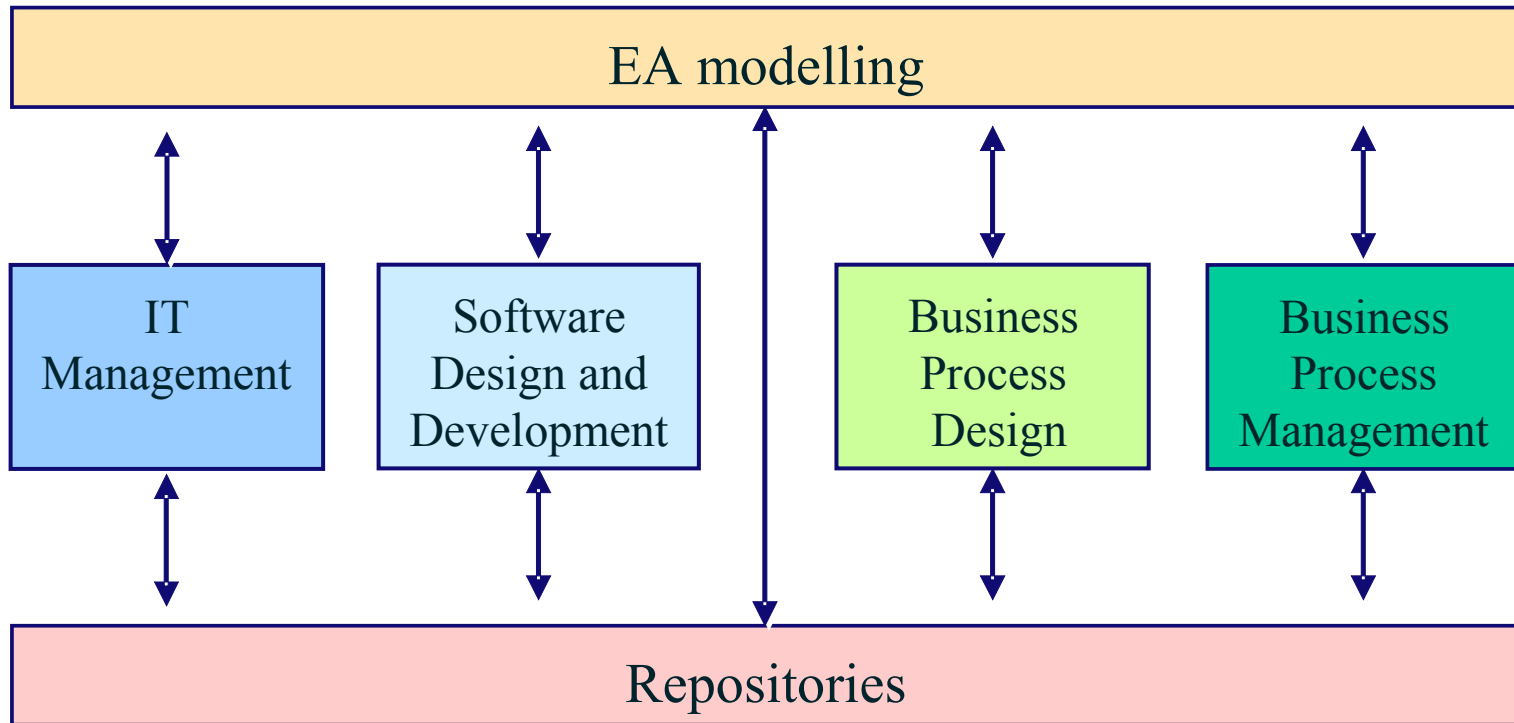 EA modelling
IT
Management
Software
Design and
Development
Business
Process
Design
Business
Process
Management
Repositories